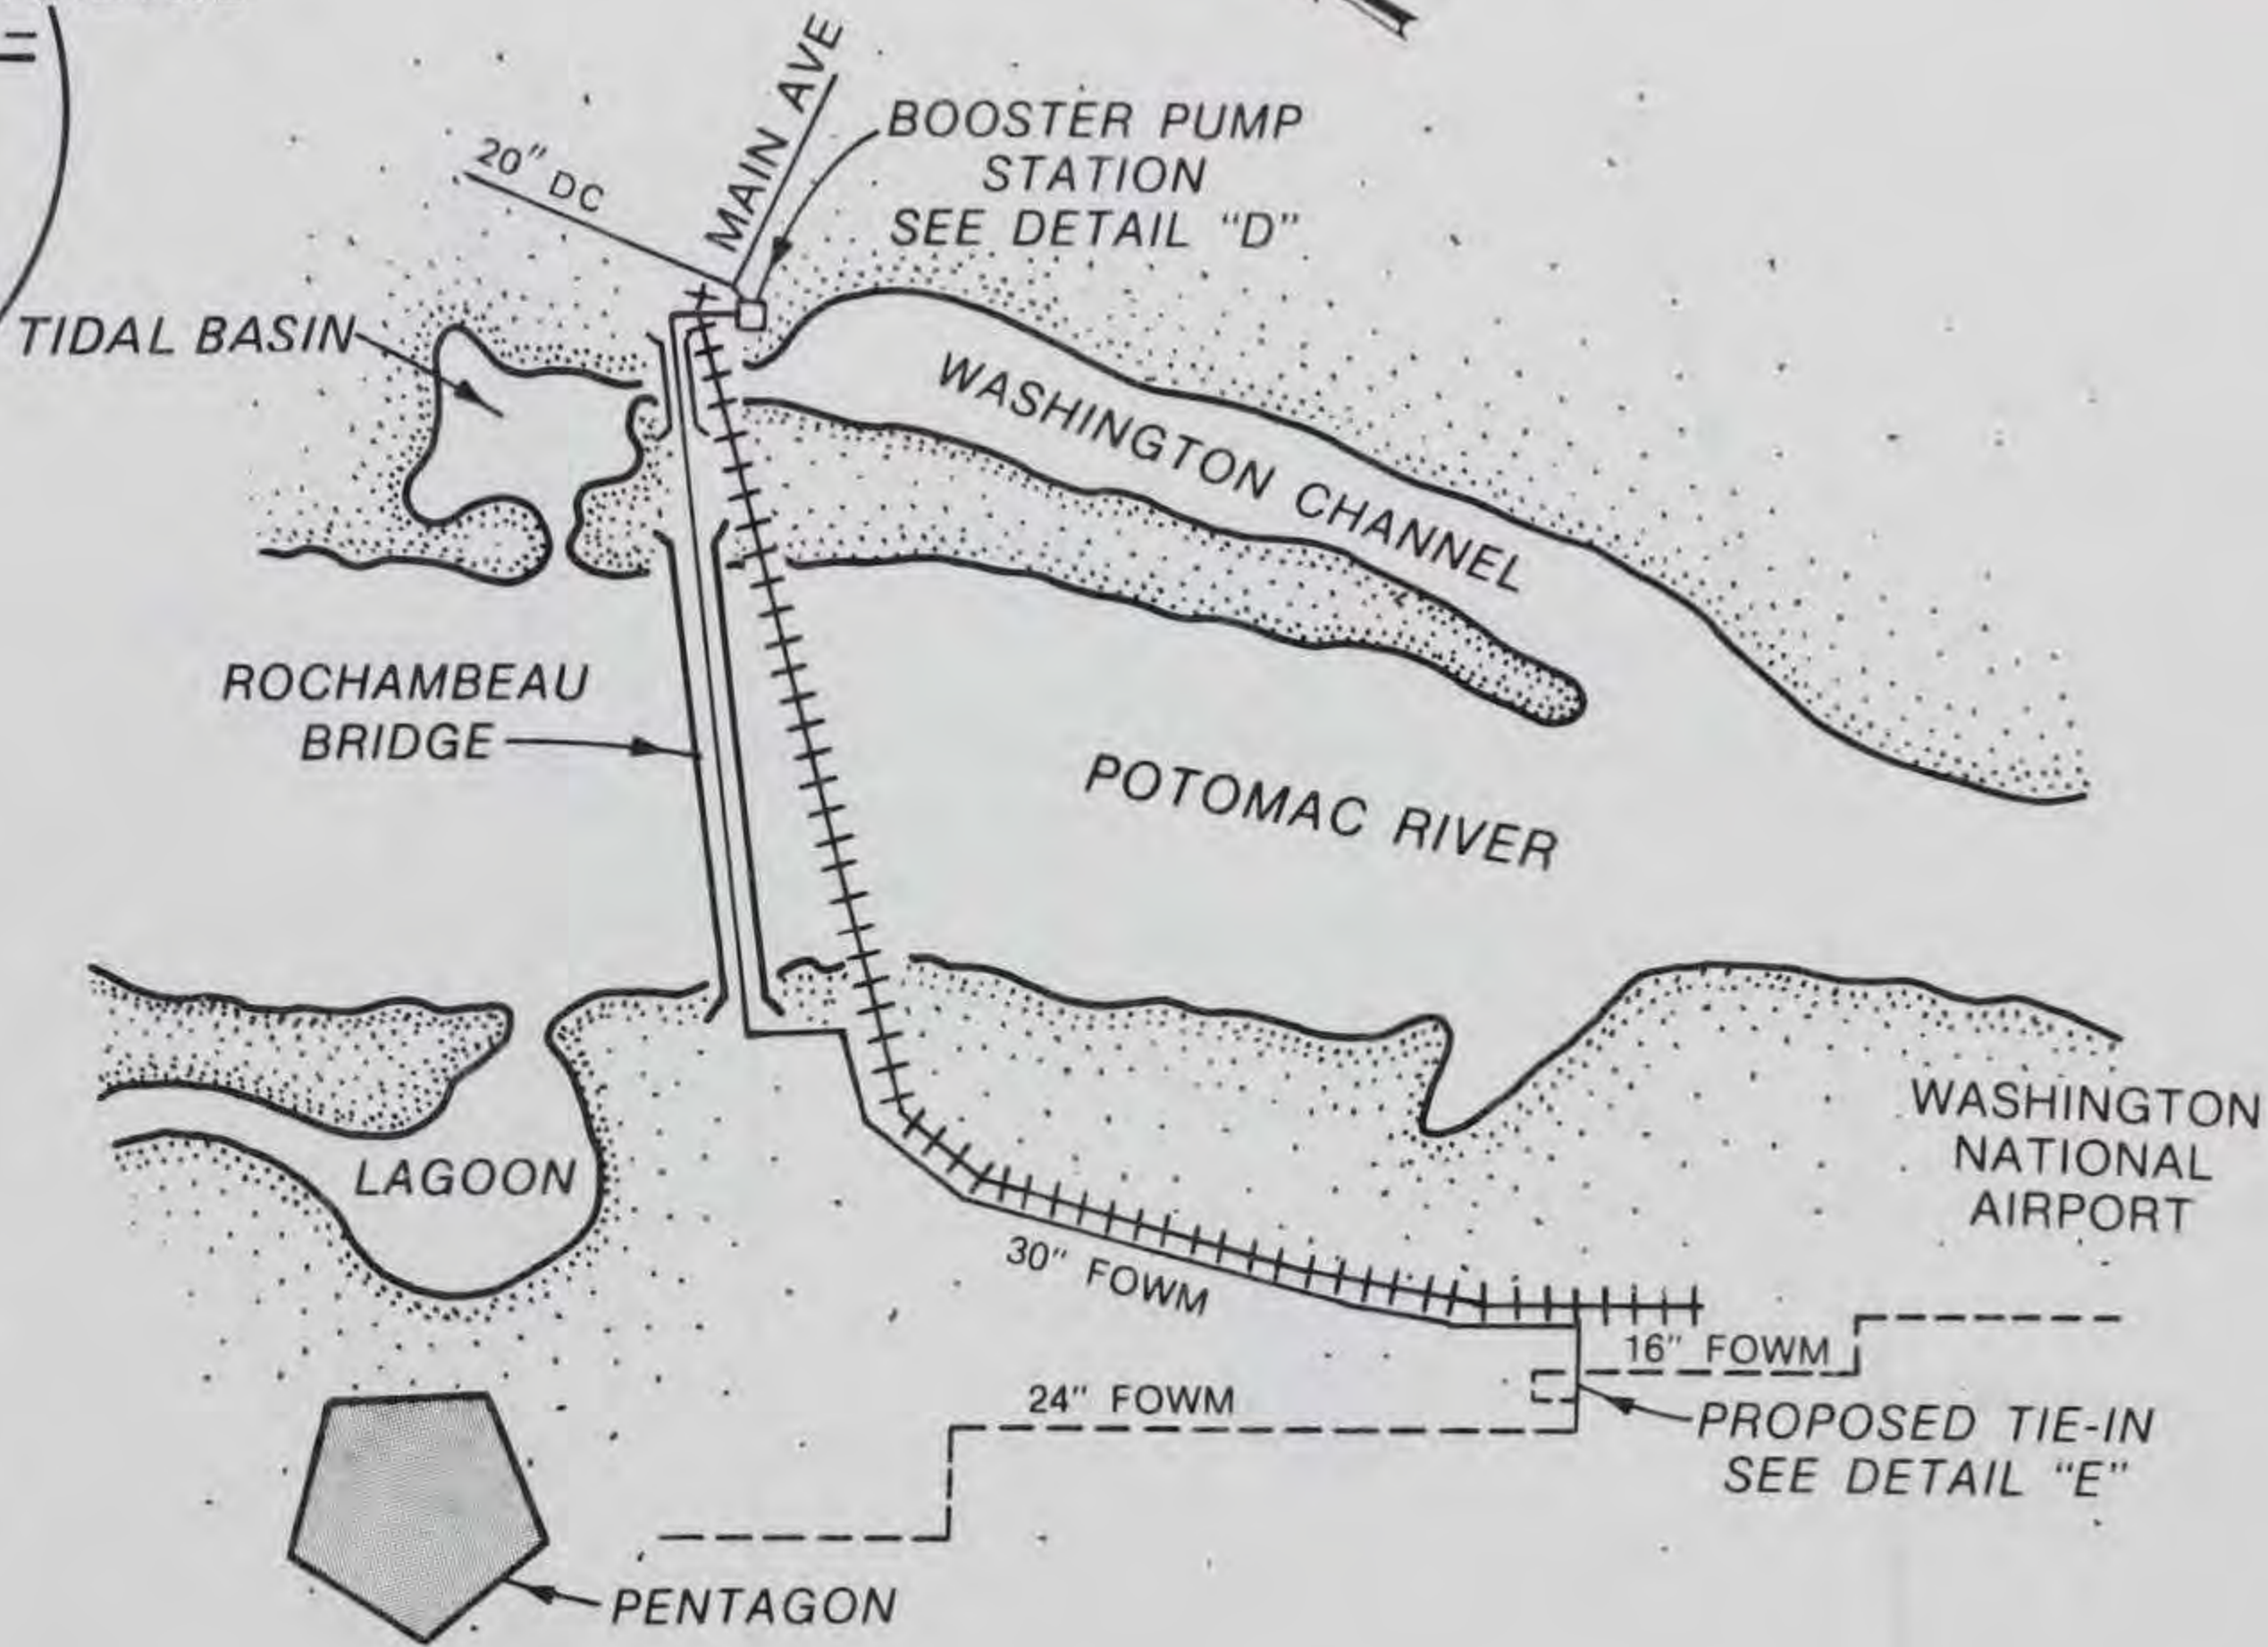 MAIN AVE
20" DC
BOOSTER PUMP
STATION
SEE DETAIL "D"
TIDAL BASIN
WASHINGTON CHANNEL
ROCHAMBEAU
BRIDGE
POTOMAC RIVER
WASHINGTON
NATIONAL
AIRPORT
LAGOON
30" FOWM
16" FOWM
24" FOWM
PROPOSED TIE-IN
SEE DETAIL "E"
PENTAGON